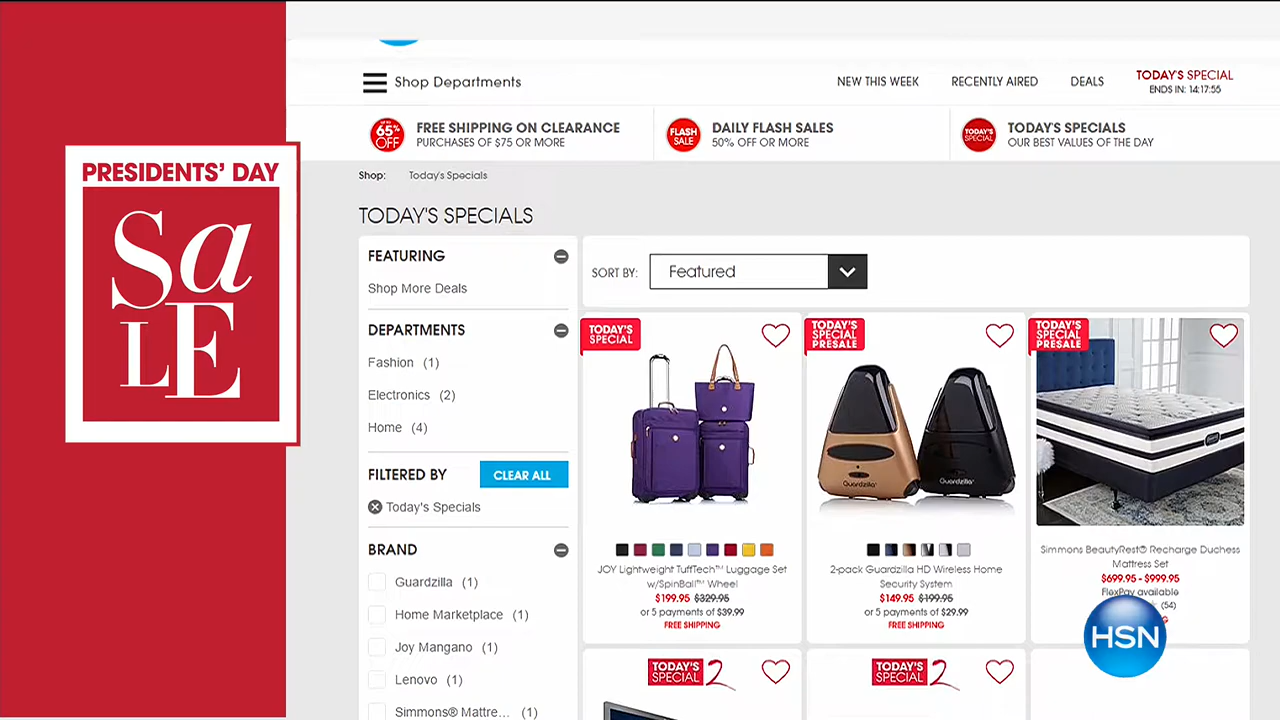 Shop Departments
NEW THIS WEEK
RECENTLY AIRED
DEALS
TODAY'S SPECIAL
ENDS IN: 14:17:55
UP TO
65%
OFF
FREE SHIPPING ON CLEARANCE
PURCHASES OF $75 OR MORE
FLASH
SALE
DAILY FLASH SALES
50% OFF OR MORE
TODAY'S
SPECIAL
TODAY'S SPECIALS
OUR BEST VALUES OF THE DAY
PRESIDENTS' DAY
SaLE
Shop: Today's Specials
TODAY'S SPECIALS
FEATURING
Shop More Deals
DEPARTMENTS
Fashion (1)
Electronics (2)
Home (4)
FILTERED BY
CLEAR ALL
Today's Specials
BRAND
Guardzilla (1)
Home Marketplace (1)
Joy Mangano (1)
Lenovo (1)
Simmons® Mattre... (1)
SORT BY:
Featured
TODAY'S
SPECIAL
JOY Lightweight TuffTech™ Luggage Set
w/SpinBall™ Wheel
$199.95 $329.95
or 5 payments of $39.99
FREE SHIPPING
TODAY'S
SPECIAL
PRESALE
Guardzilla
Guardzilla
2-pack Guardzilla HD Wireless Home
Security System
$149.95 $199.95
or 5 payments of $29.99
FREE SHIPPING
TODAY'S
SPECIAL
PRESALE
Simmons BeautyRest® Recharge Duchess
Mattress Set
$699.95 - $999.95
FlexPay available
(54)
HSN
TODAY'S
SPECIAL 2
TODAY'S
SPECIAL 2